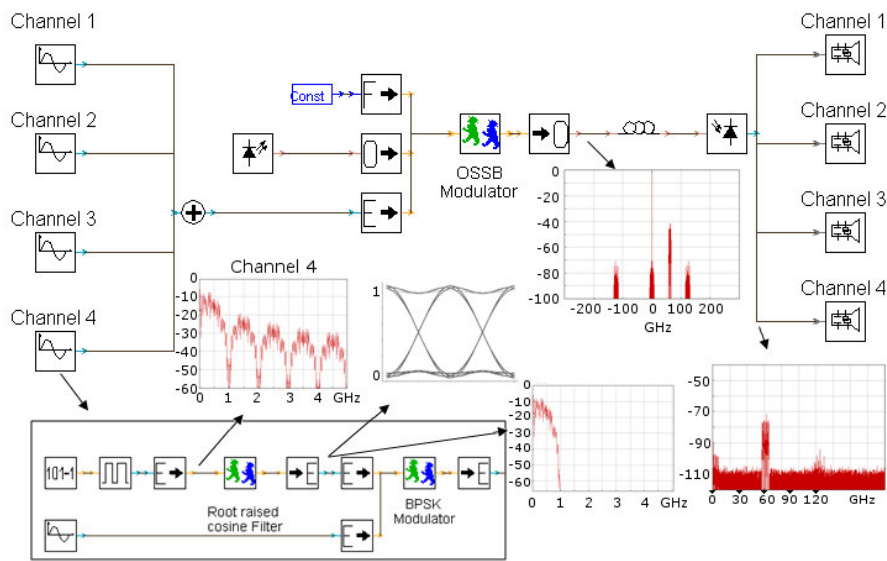 Channel 1
Channel 2
Channel 3
Channel 4
Const
OSSB
Modulator
Channel 1
Channel 2
Channel 3
Channel 4
0
-20
-40
-60
-80
-100
-200 0 100 200
GHz
Channel 4
0
-10
-20
-30
-40
-50
-60
0 1 2 3 4 GHz
1
0
0
-10
-20
-30
-40
-50
-60
0 1 2 3 4 GHz
-50
-70
-90
-110
0 30 60 90 120 GHz
101-1
Root raised
cosine Filter
BPSK
Modulator